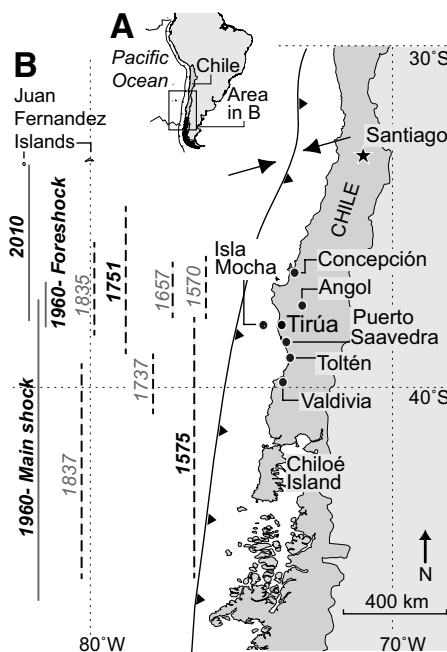 A
B
Pacific
Ocean
Chile
Area
in B
30°S
Juan
Fernandez
Islands
Santiago
CHILE
2010
1960- Foreshock
1835
1751
1657
1570
Isla
Mocha
Concepción
Angol
Tirúa
Puerto
Saavedra
Toltén
40°S
Valdivia
1737
1960- Main shock
1837
1575
Chiloé
Island
N
400 km
80°W
70°W